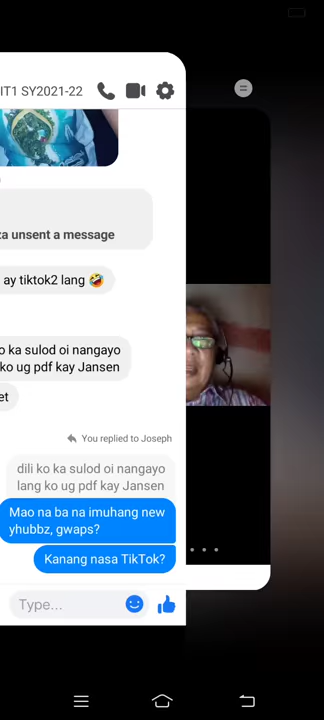 IT1 SY2021-22
za unsent a message
ay tiktok2 lang 🤣
o ka sulod oi nangayo
ko ug pdf kay Jansen
et
You replied to Joseph
dili ko ka sulod oi nangayo
lang ko ug pdf kay Jansen
Mao na ba na imuhang new
yhubbz, gwaps?
Kanang nasa TikTok?
Type...